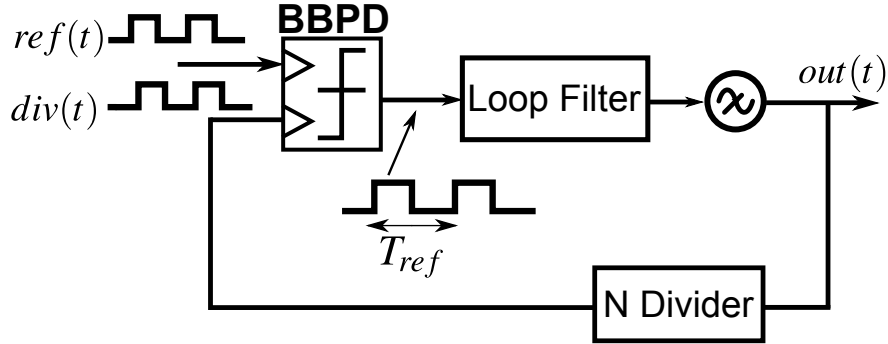 BBPD
ref(t)
div(t)
Loop Filter
out(t)
T_ref
N Divider